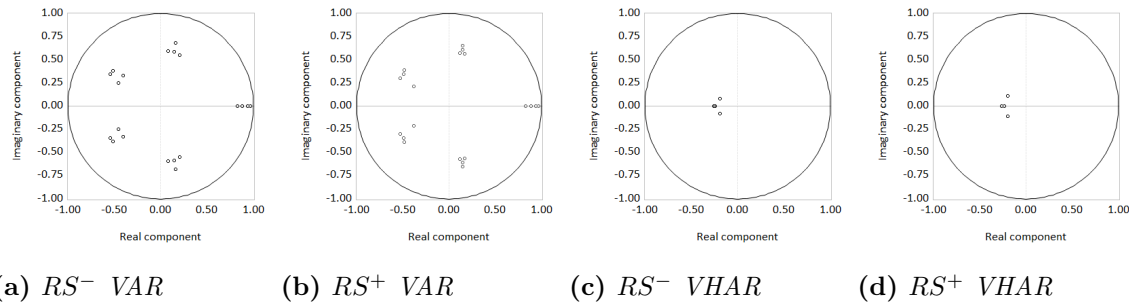 1.00 1.00 1.00 1.00
0.75 0.75 0.75 0.75
0.50 0.50 0.50 0.50
0.25 0.25 0.25 0.25
Imaginary component 0.00 Imaginary component 0.00 Imaginary component 0.00 Imaginary component 0.00
-0.25 -0.25 -0.25 -0.25
-0.50 -0.50 -0.50 -0.50
-0.75 -0.75 -0.75 -0.75
-1.00 -1.00 -1.00 -1.00
-1.00 -0.50 0.00 0.50 1.00 -1.00 -0.50 0.00 0.50 1.00 -1.00 -0.50 0.00 0.50 1.00 -1.00 -0.50 0.00 0.50 1.00
Real component Real component Real component Real component
(a) RS⁻ VAR (b) RS⁺ VAR (c) RS⁻ VHAR (d) RS⁺ VHAR